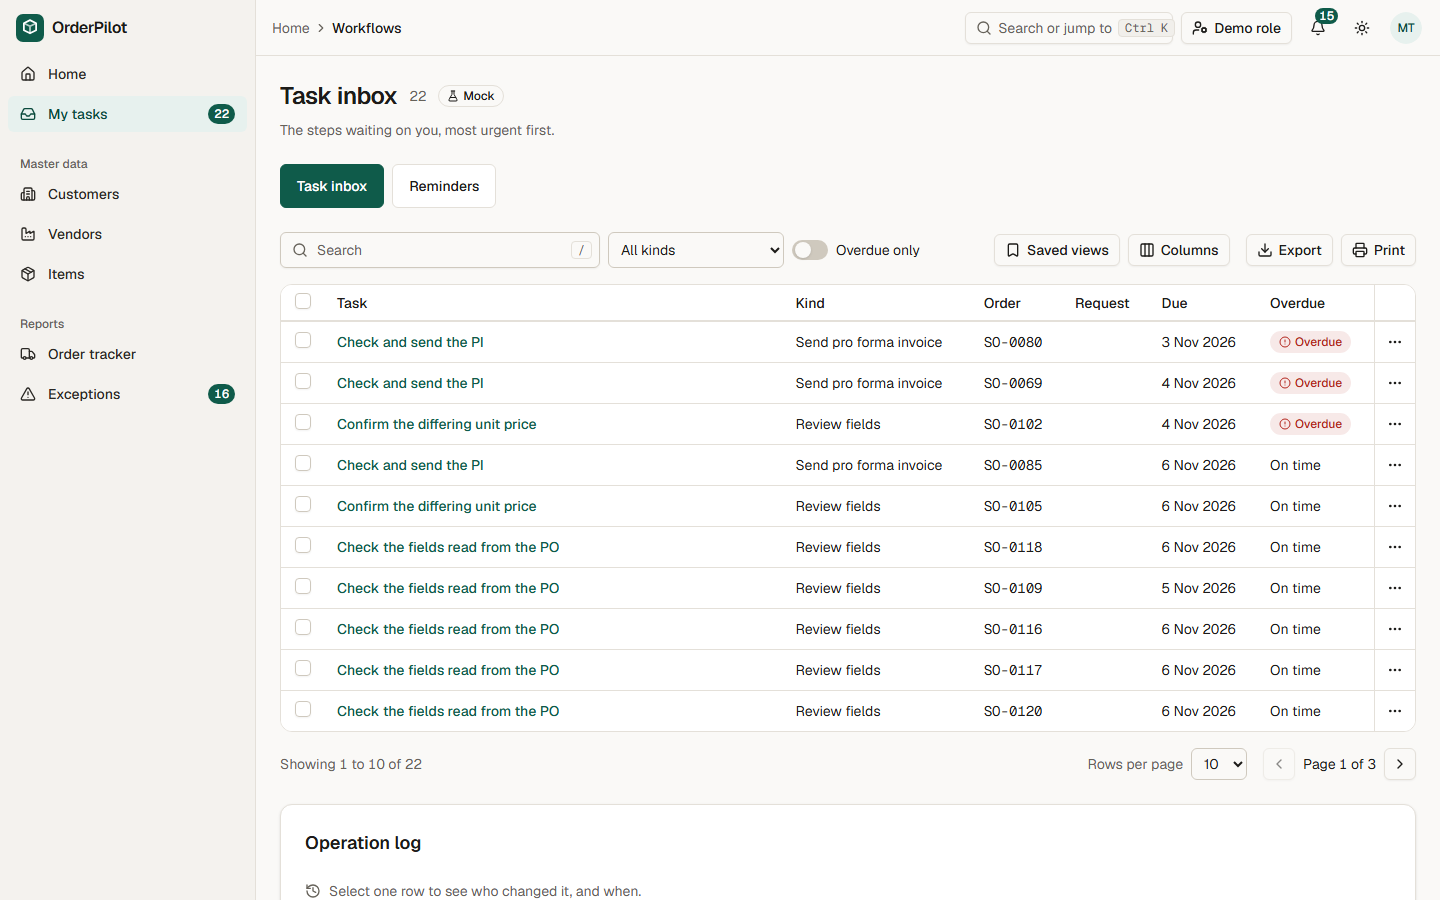 OrderPilot
Home
My tasks 22
Master data
Customers
Vendors
Items
Reports
Order tracker
Exceptions 16
Home > Workflows
Search or jump to Ctrl K
Demo role
15
MT
Task inbox 22 Mock
The steps waiting on you, most urgent first.
Task inbox Reminders
Search / All kinds Overdue only Saved views Columns Export Print
Task Kind Order Request Due Overdue
Check and send the PI Send pro forma invoice SO-0080 3 Nov 2026 Overdue
Check and send the PI Send pro forma invoice SO-0069 4 Nov 2026 Overdue
Confirm the differing unit price Review fields SO-0102 4 Nov 2026 Overdue
Check and send the PI Send pro forma invoice SO-0085 6 Nov 2026 On time
Confirm the differing unit price Review fields SO-0105 6 Nov 2026 On time
Check the fields read from the PO Review fields SO-0118 6 Nov 2026 On time
Check the fields read from the PO Review fields SO-0109 5 Nov 2026 On time
Check the fields read from the PO Review fields SO-0116 6 Nov 2026 On time
Check the fields read from the PO Review fields SO-0117 6 Nov 2026 On time
Check the fields read from the PO Review fields SO-0120 6 Nov 2026 On time
Showing 1 to 10 of 22 Rows per page 10 Page 1 of 3
Operation log
Select one row to see who changed it, and when.